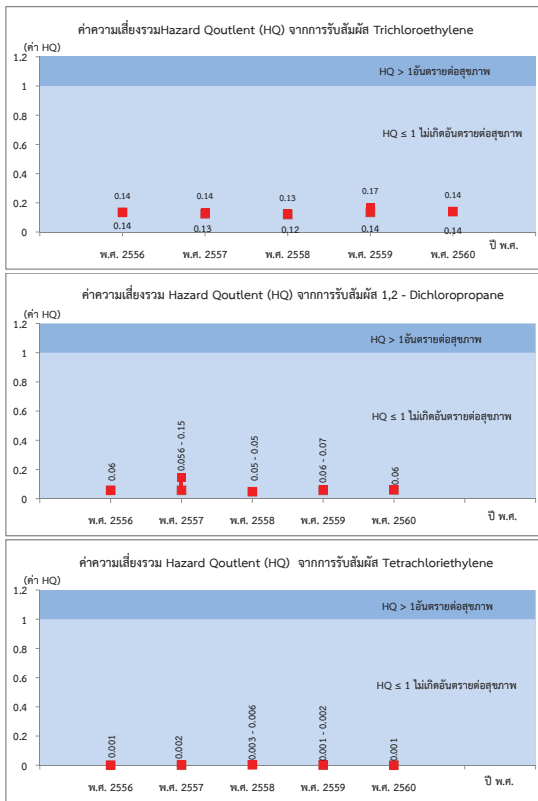 ค่าความเสี่ยงรวมHazard Qoutlent (HQ) จากการรับสัมผัส Trichloroethylene
(ค่า HQ)
1.2
HQ > 1อันตรายต่อสุขภาพ
1
0.8
HQ ≤ 1 ไม่เกิดอันตรายต่อสุขภาพ
0.6
0.4
0.14 0.14 0.13 0.17 0.14
0.2
0.14 0.13 0.12 0.14 0.14
0
พ.ศ. 2556 พ.ศ. 2557 พ.ศ. 2558 พ.ศ. 2559 พ.ศ. 2560 ปี พ.ศ.
ค่าความเสี่ยงรวม Hazard Qoutlent (HQ) จากการรับสัมผัส 1,2 - Dichloropropane
(ค่า HQ)
1.2
HQ > 1อันตรายต่อสุขภาพ
1
0.8
HQ ≤ 1 ไม่เกิดอันตรายต่อสุขภาพ
0.6
0.4
0.2
0.06 0.056 - 0.15 0.05 - 0.05 0.06 - 0.07 0.06
0
พ.ศ. 2556 พ.ศ. 2557 พ.ศ. 2558 พ.ศ. 2559 พ.ศ. 2560 ปี พ.ศ.
ค่าความเสี่ยงรวม Hazard Qoutlent (HQ) จากการรับสัมผัส Tetrachloriethylene
(ค่า HQ)
1.2
HQ > 1อันตรายต่อสุขภาพ
1
0.8
HQ ≤ 1 ไม่เกิดอันตรายต่อสุขภาพ
0.6
0.4
0.2
0.001 0.002 0.003 - 0.006 0.001 - 0.002 0.001
0
พ.ศ. 2556 พ.ศ. 2557 พ.ศ. 2558 พ.ศ. 2559 พ.ศ. 2560 ปี พ.ศ.